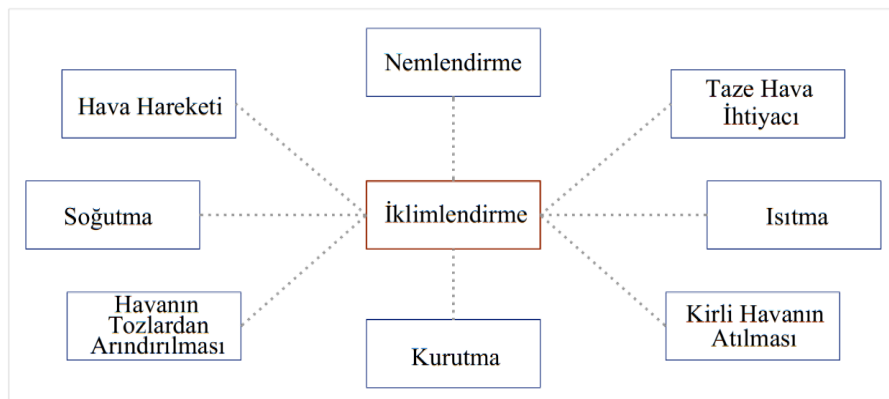 Nemlendirme
Hava Hareketi
Taze Hava
İhtiyacı
Soğutma
İklimlendirme
Isıtma
Havanın
Tozlardan
Arındırılması
Kurutma
Kirli Havanın
Atılması